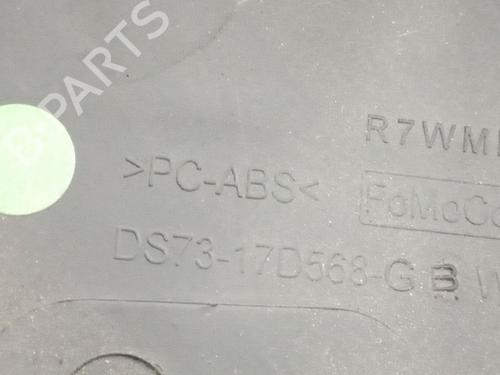 B-PARTS
R7WM
>PC-ABS<
FoMoCo
DS73-17D568-GB W